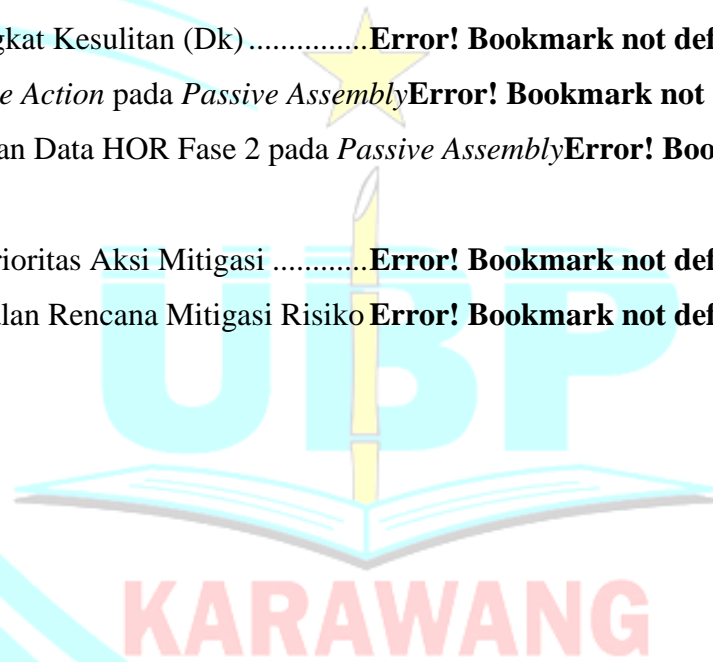 gkat Kesulitan (Dk) ..............Error! Bookmark not def
e Action pada Passive AssemblyError! Bookmark not
an Data HOR Fase 2 pada Passive AssemblyError! Boo
rioritas Aksi Mitigasi ...........Error! Bookmark not def
lan Rencana Mitigasi Risiko Error! Bookmark not def
UBP
KARAWANG